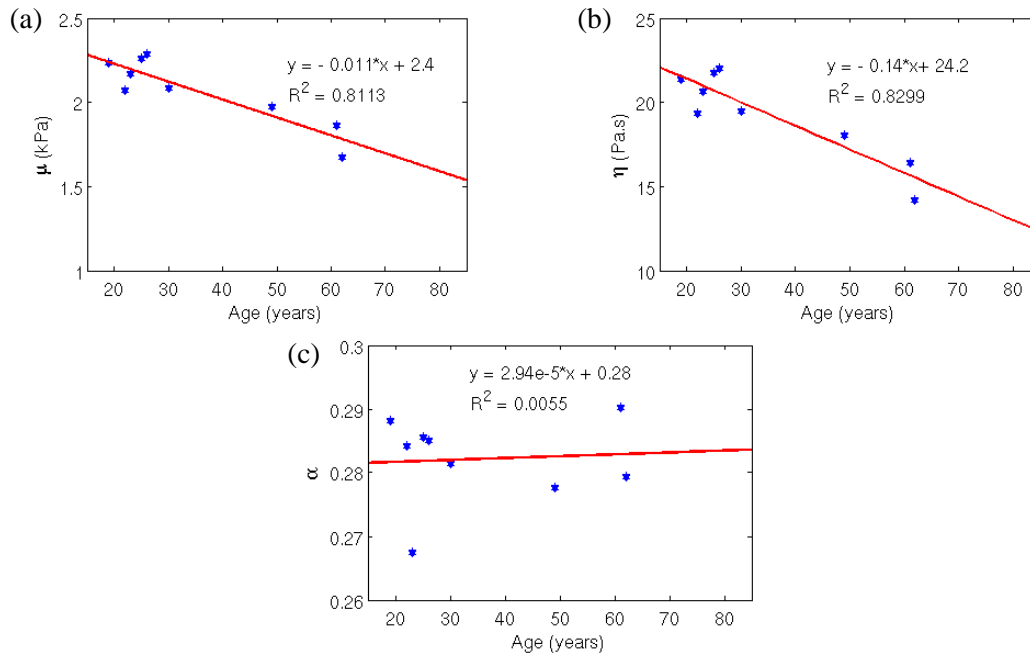 (a)
2.5
2
1.5
1
μ (kPa)
y = - 0.011*x + 2.4
R² = 0.8113
20 30 40 50 60 70 80
Age (years)
(b)
25
20
15
10
η (Pa.s)
y = - 0.14*x+ 24.2
R² = 0.8299
20 30 40 50 60 70 80
Age (years)
(c)
0.3
0.29
0.28
0.27
0.26
α
y = 2.94e-5*x + 0.28
R² = 0.0055
20 30 40 50 60 70 80
Age (years)